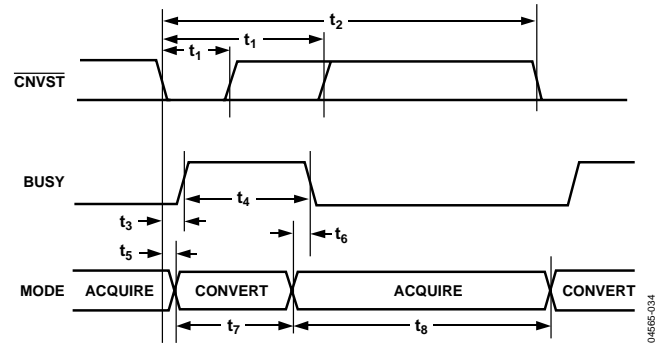 t2
t1
t1
CNVST
BUSY
t4
t3
t6
t5
MODE ACQUIRE CONVERT ACQUIRE CONVERT
t7 t8
04565-034